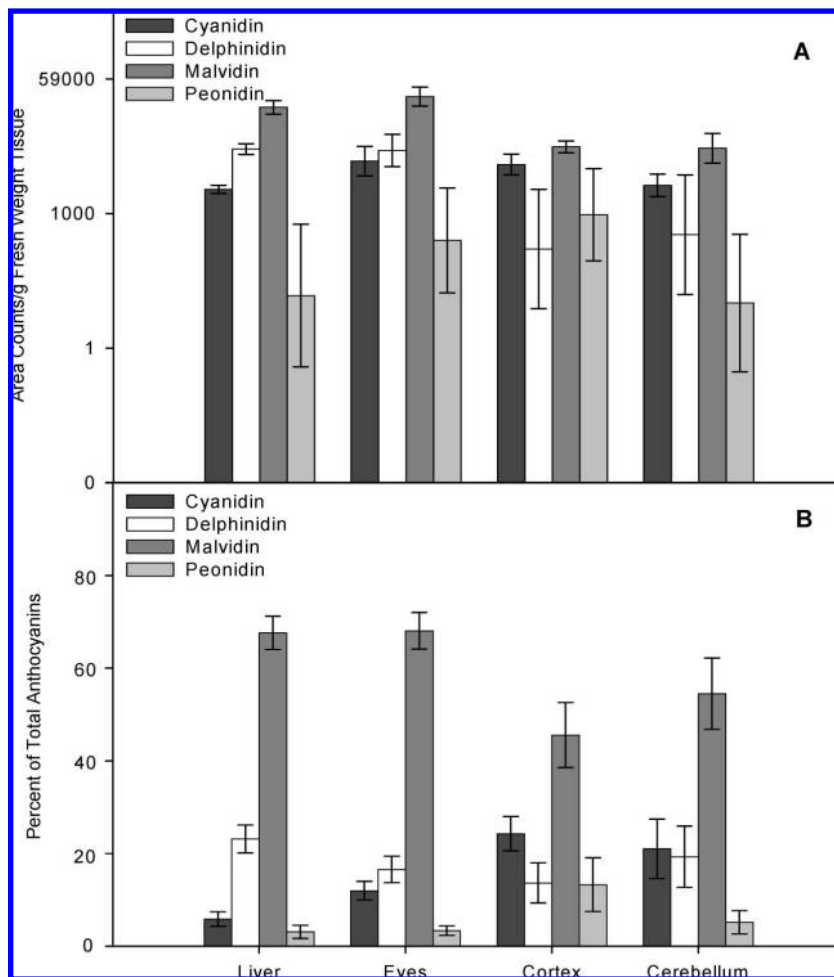 Cyanidin
Delphinidin
Malvidin
Peonidin
A
Area Counts/g Fresh Weight Tissue
59000
1000
1
0
Cyanidin
Delphinidin
Malvidin
Peonidin
B
Percent of Total Anthocyanins
80
60
40
20
0
Liver Eyes Cortex Cerebellum